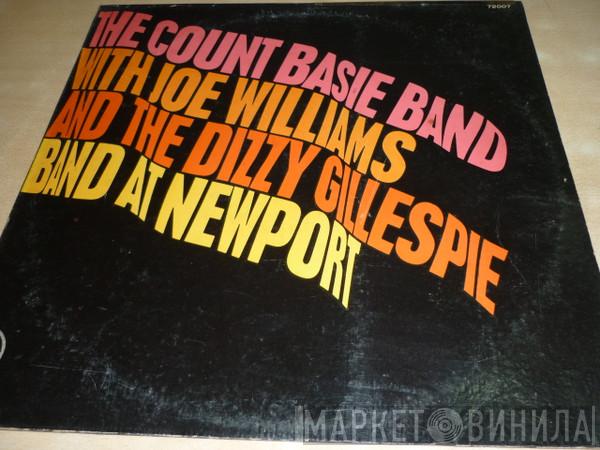 72007
THE COUNT BASIE BAND
WITH JOE WILLIAMS
AND THE DIZZY GILLESPIE
BAND AT NEWPORT
МАРКЕТ ВИНИЛА